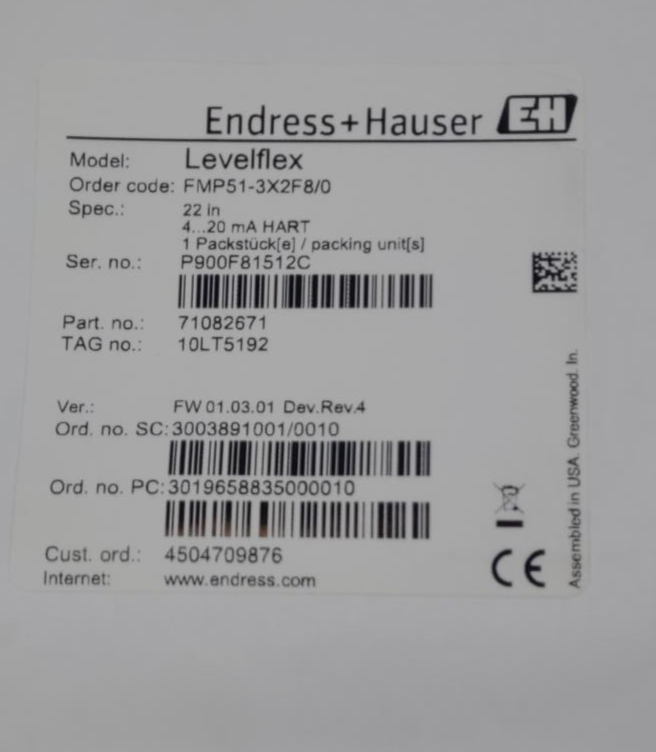 Endress+Hauser EH
Model: Levelflex
Order code: FMP51-3X2F8/0
Spec.: 22 in
4...20 mA HART
1 Packstück[e] / packing unit[s]
Ser. no.: P900F81512C
Part. no.: 71082671
TAG no.: 10LT5192
Ver.: FW 01.03.01 Dev.Rev.4
Ord. no. SC: 3003891001/0010
Ord. no. PC: 3019658835000010
Cust. ord.: 4504709876
Internet: www.endress.com
CE
Assembled in USA. Greenwood. In.